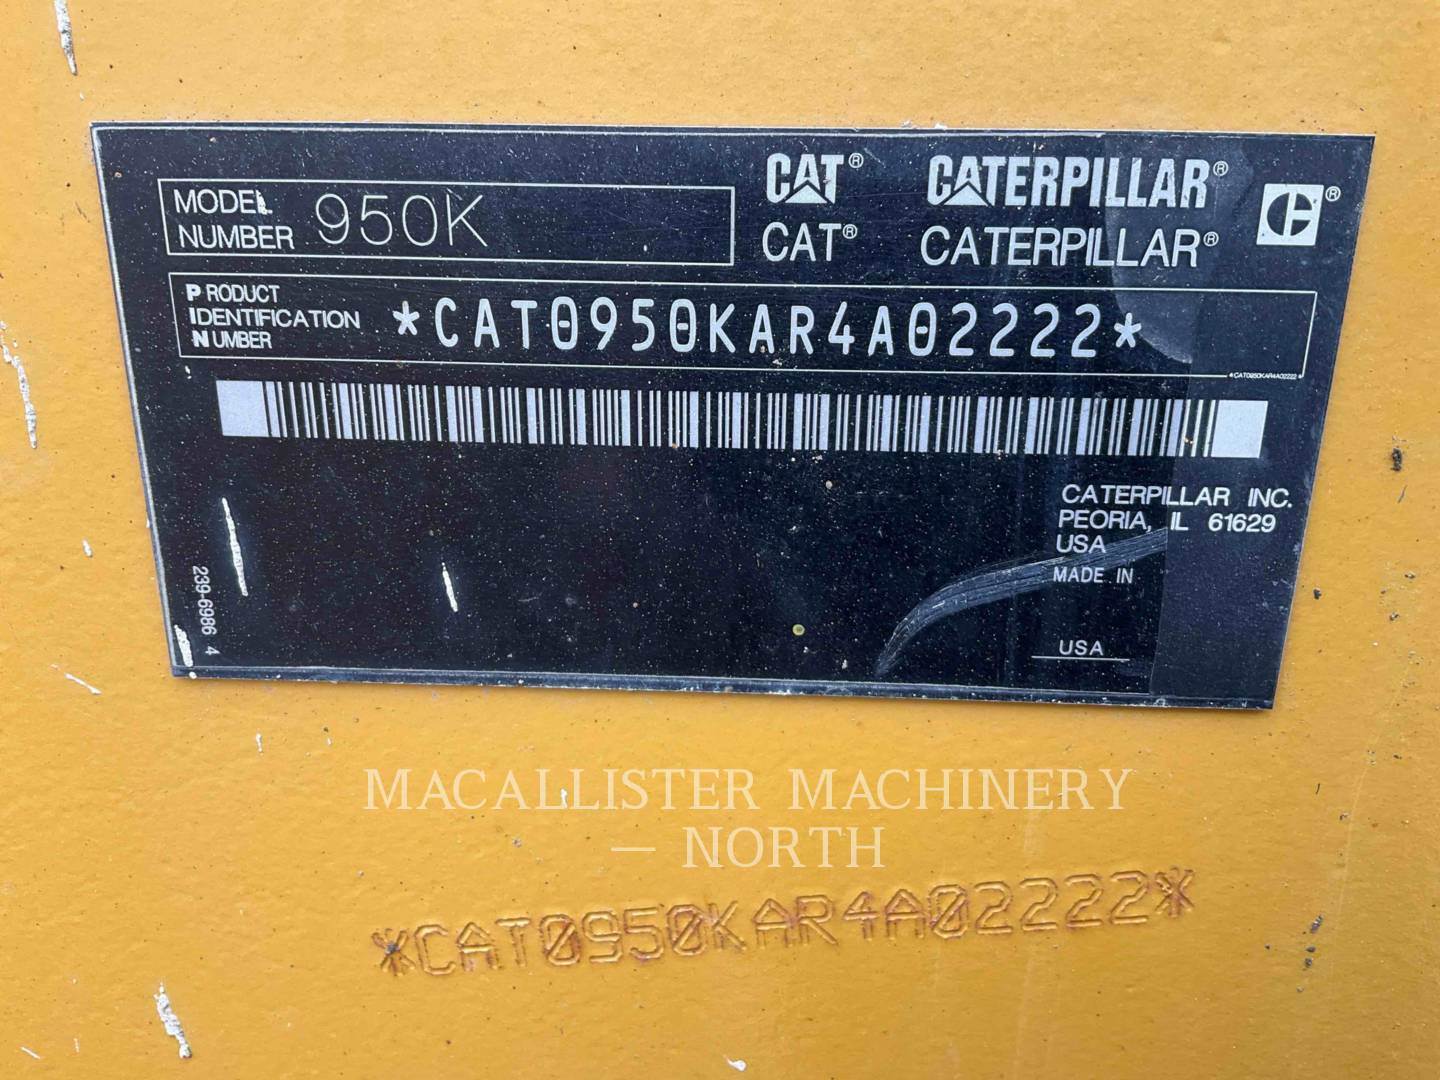 MODEL NUMBER 950K
CAT® CATERPILLAR®
CAT® CATERPILLAR®
PRODUCT IDENTIFICATION NUMBER *CAT0950KAR4A02222*
*CAT0950KAR4A02222*
CATERPILLAR INC.
PEORIA, IL 61629
USA
MADE IN
USA
239-6986 4
MACALLISTER MACHINERY
— NORTH
*CAT0950KAR4A02222*